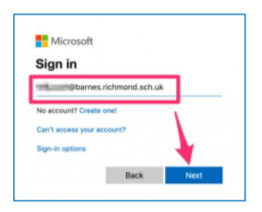 Microsoft
Sign in
@barnes.richmond.sch.uk
No account? Create one!
Can't access your account?
Sign-in options
Back Next